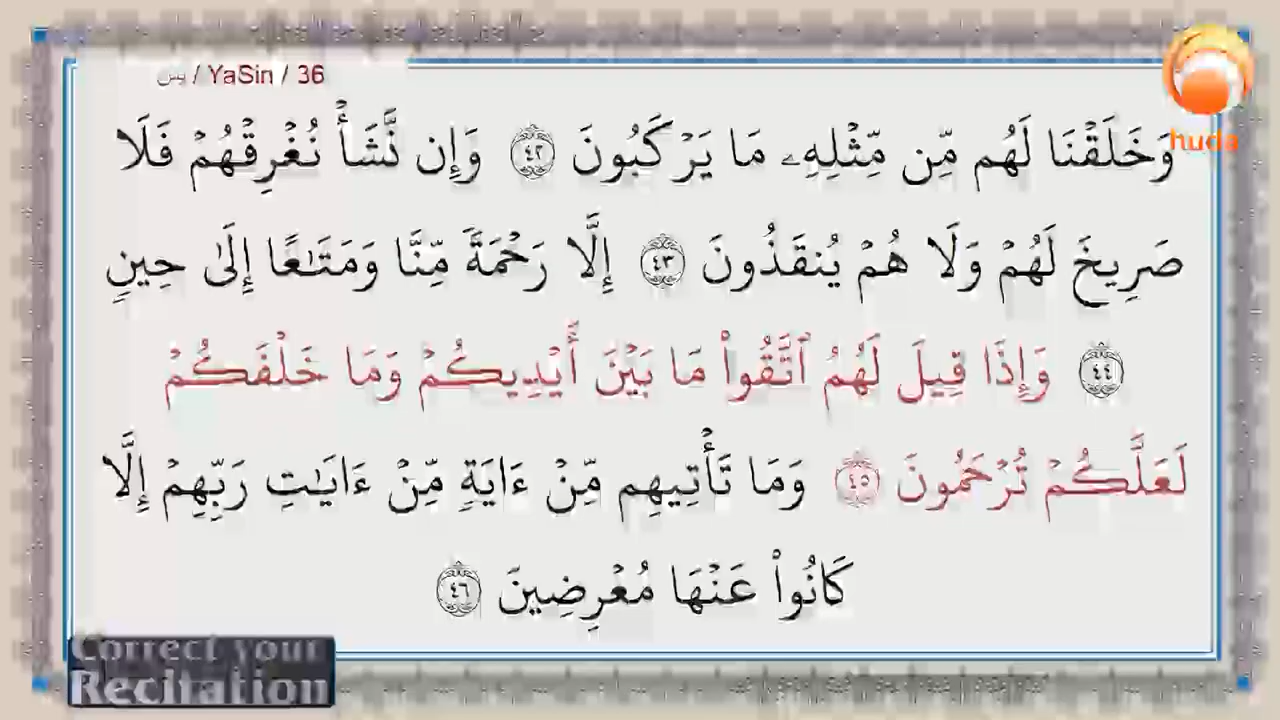 يس / YaSin / 36
huda
وَخَلَقْنَا لَهُم مِّن مِّثْلِهِۦ مَا يَرْكَبُونَ ٤٢ وَإِن نَّشَأْ نُغْرِقْهُمْ فَلَا
صَرِيخَ لَهُمْ وَلَا هُمْ يُنقَذُونَ ٤٣ إِلَّا رَحْمَةً مِّنَّا وَمَتَـٰعًا إِلَىٰ حِينٍ
٤٤ وَإِذَا قِيلَ لَهُمُ ٱتَّقُوا۟ مَا بَيْنَ أَيْدِيكُمْ وَمَا خَلْفَكُمْ
لَعَلَّكُمْ تُرْحَمُونَ ٤٥ وَمَا تَأْتِيهِم مِّنْ ءَايَةٍ مِّنْ ءَايَـٰتِ رَبِّهِمْ إِلَّا
كَانُوا۟ عَنْهَا مُعْرِضِينَ ٤٦
Correct your
Recitation